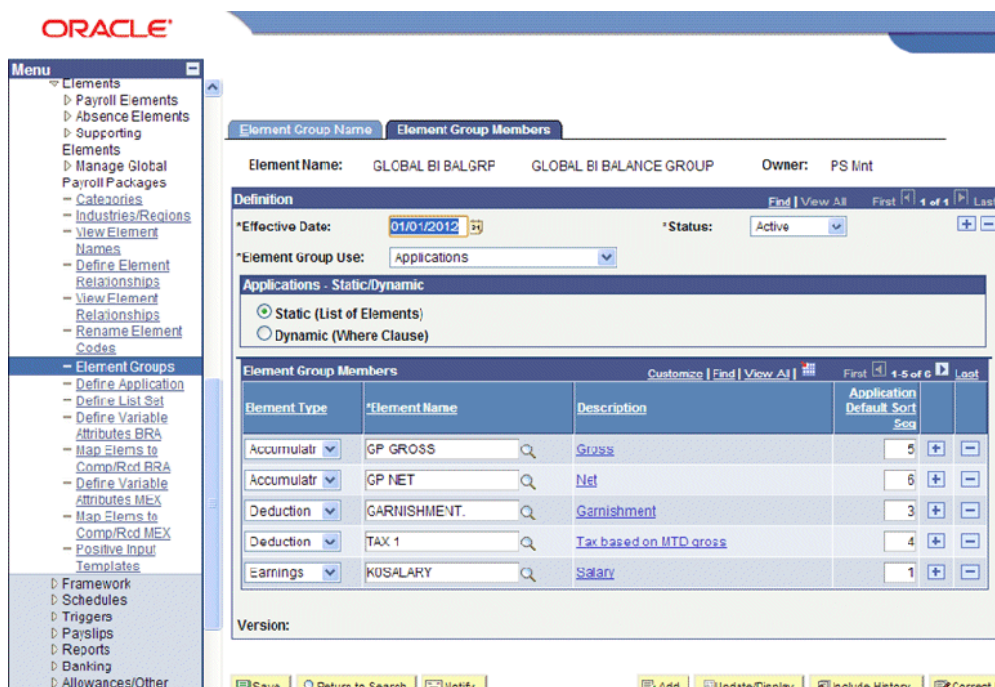 ORACLE
Menu
Elements
Payroll Elements
Absence Elements
Supporting
Elements
Manage Global
Payroll Packages
Categories
Industries/Regions
View Element
Names
Define Element
Relationships
View Element
Relationships
Rename Element
Codes
Element Groups
Define Application
Define List Set
Define Variable
Attributes BRA
Map Elems to
Comp/Rcd BRA
Define Variable
Attributes MEX
Map Elems to
Comp/Rcd MEX
Positive Input
Templates
Framework
Schedules
Triggers
Payslips
Reports
Banking
Allowances/Other
Element Group Name
Element Group Members
Element Name: GLOBAL BI BALGRP GLOBAL BI BALANCE GROUP Owner: PS Mnt
Definition Find | View All First 1 of 1 Last
*Effective Date: 01/01/2012 *Status: Active
*Element Group Use: Applications
Applications - Static/Dynamic
Static (List of Elements)
Dynamic (Where Clause)
Element Group Members Customize | Find | View All | First 1-5 of 6 Last
Element Type *Element Name Description Application Default Sort Seq
Accumulatr GP GROSS Gross 5
Accumulatr GP NET Net 6
Deduction GARNISHMENT. Garnishment 3
Deduction TAX 1 Tax based on MTD gross 4
Earnings K0SALARY Salary 1
Version:
Save Return to Search Notify Add Update/Display Include History Correct